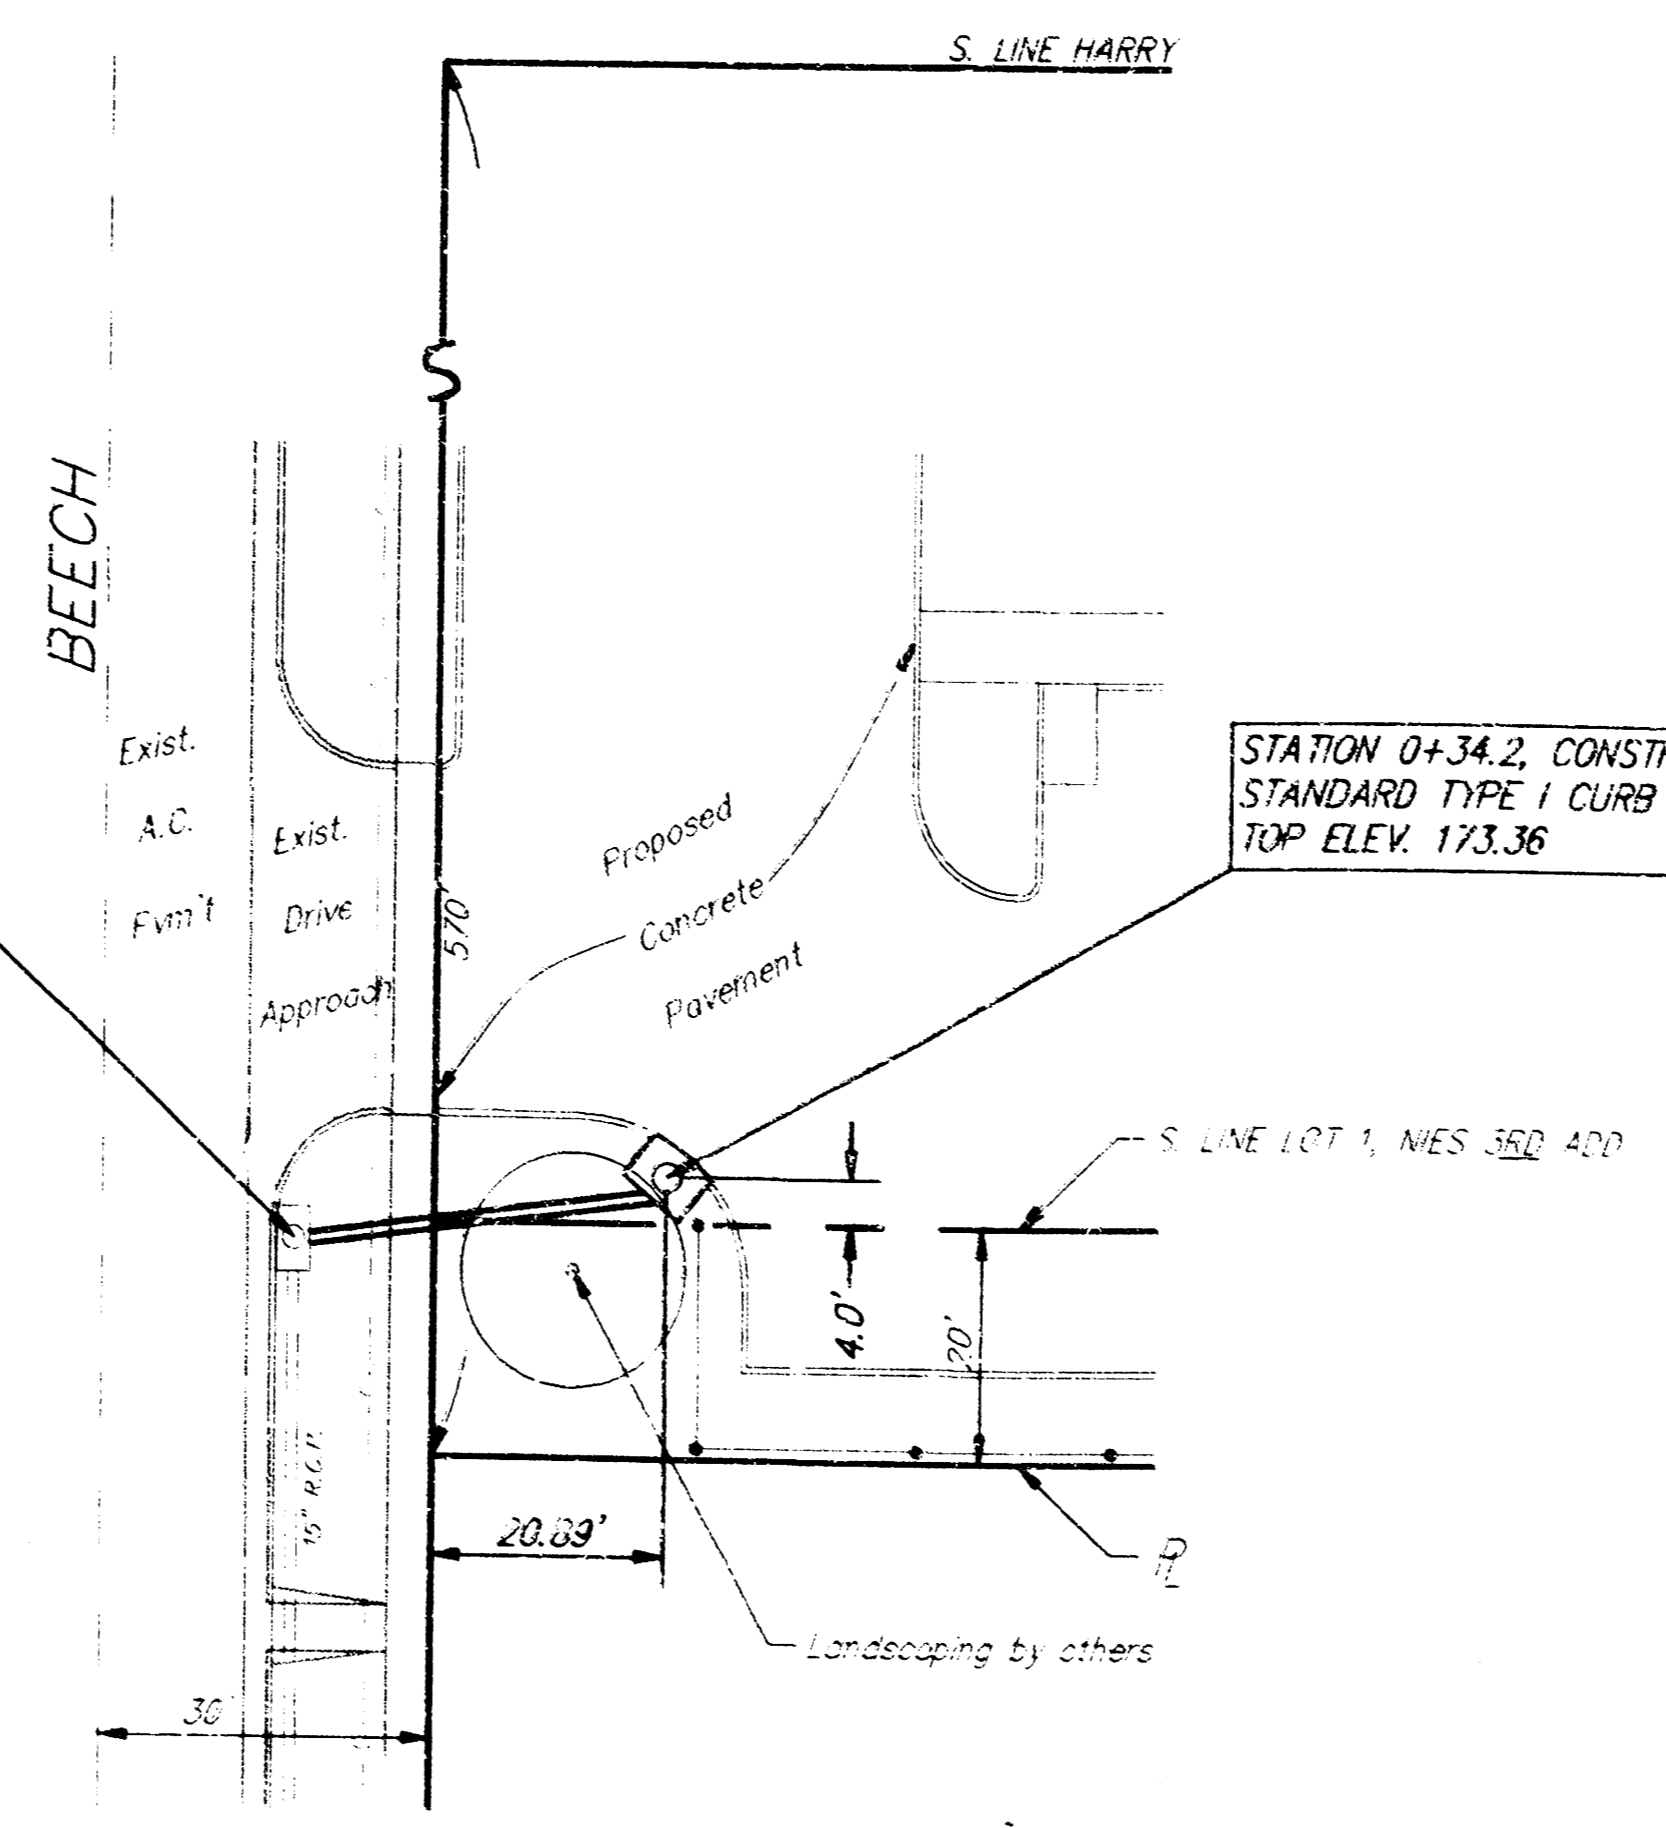 S. LINE HARRY
BEECH
Exist.
A.C.
Pvm't
Exist.
Drive
Approach
570'
Proposed
Concrete
Pavement
STATION 0+34.2,
STANDARD TYPE I CURB
TOP ELEV. 173.36
S. LINE LOT 1, NIES 3RD ADD
4.0'
20'
15" R.C.P.
20.89'
PL
Landscaping by others
30'